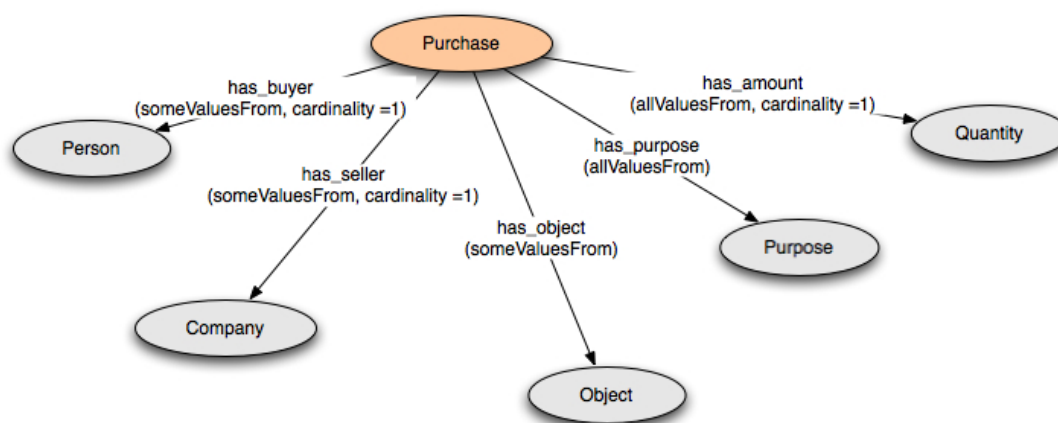 Purchase
has_buyer
(someValuesFrom, cardinality =1)
has_amount
(allValuesFrom, cardinality =1)
Person
Quantity
has_purpose
(allValuesFrom)
has_seller
(someValuesFrom, cardinality =1)
has_object
(someValuesFrom)
Purpose
Company
Object